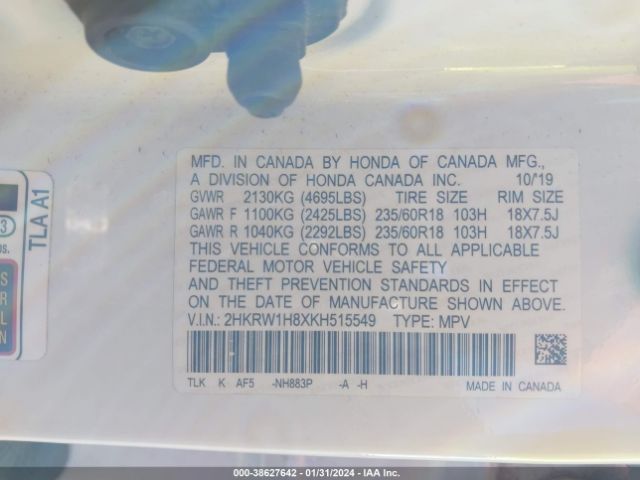 MFD. IN CANADA BY HONDA OF CANADA MFG.,
A DIVISION OF HONDA CANADA INC. 10/'19
GVWR 2130KG (4695LBS) TIRE SIZE RIM SIZE
GAWR F 1100KG (2425LBS) 235/60R18 103H 18X7.5J
GAWR R 1040KG (2292LBS) 235/60R18 103H 18X7.5J
THIS VEHICLE CONFORMS TO ALL APPLICABLE
FEDERAL MOTOR VEHICLE SAFETY
AND THEFT PREVENTION STANDARDS IN EFFECT
ON THE DATE OF MANUFACTURE SHOWN ABOVE.
V.I.N.: 2HKRW1H8XKH515549 TYPE: MPV
TLK K AF5 -NH883P -A -H MADE IN CANADA
TLA A1
000-38627642 - 01/31/2024 - IAA Inc.